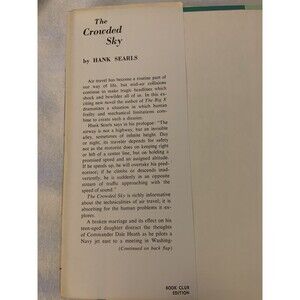 The
Crowded
Sky
by HANK SEARLS
Air travel has become a routine part
of our way of life, but mid-air collisions
continue to make tragic headlines which
shock and bewilder all of us. In this ex-
citing new novel the author of The Big X
dramatizes a situation in which human
frailty and mechanical limitations com-
bine to create such a disaster.
Hank Searls says in his prologue: "The
airway is not a highway, but an invisible
alley, sometimes of infinite height. Day
or night, its traveler depends for safety
not as the motorist does on keeping right
or left of a center line, but on holding a
promised speed and an assigned altitude.
If he speeds up, he will overtake his pred-
ecessor; if he climbs or descends inad-
vertently, he is suddenly in an opposite
stream of traffic approaching with the
speed of sound."
The Crowded Sky is richly informative
about the technicalities of air travel; it is
absorbing for the human problems it ex-
plores.
A broken marriage and its effect on his
teen-aged daughter distract the thoughts
of Commander Dale Heath as he pilots a
Navy jet east to a meeting in Washing-
(Continued on back flap)
BOOK CLUB
EDITION